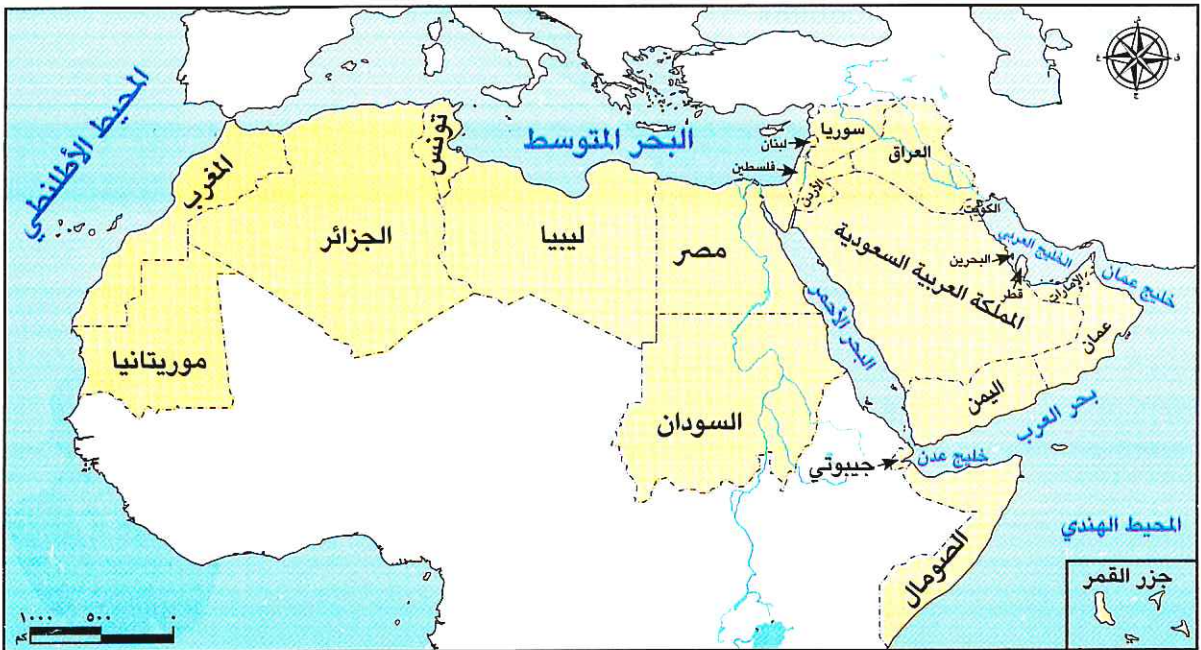 المحيط الأطلنطي
البحر المتوسط
المغرب
تونس
الجزائر
ليبيا
مصر
موريتانيا
السودان
سوريا
لبنان
فلسطين
العراق
الأردن
الكويت
المملكة العربية السعودية
البحرين
قطر
الإمارات
الخليج العربي
خليج عمان
عمان
اليمن
البحر الأحمر
بحر العرب
خليج عدن
جيبوتي
الصومال
المحيط الهندي
جزر القمر
١٠٠٠ ٥٠٠ ٠
كم